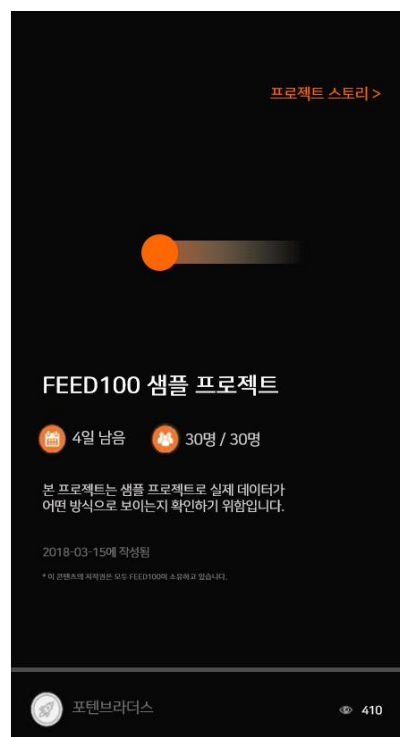 프로젝트 스토리 >
FEED100 샘플 프로젝트
4일 남음
30명 / 30명
본 프로젝트는 샘플 프로젝트로 실제 데이터가
어떤 방식으로 보이는지 확인하기 위함입니다.
2018-03-15에 작성됨
* 이 콘텐츠의 저작권은 모두 FEED100이 소유하고 있습니다.
포텐브라더스
410